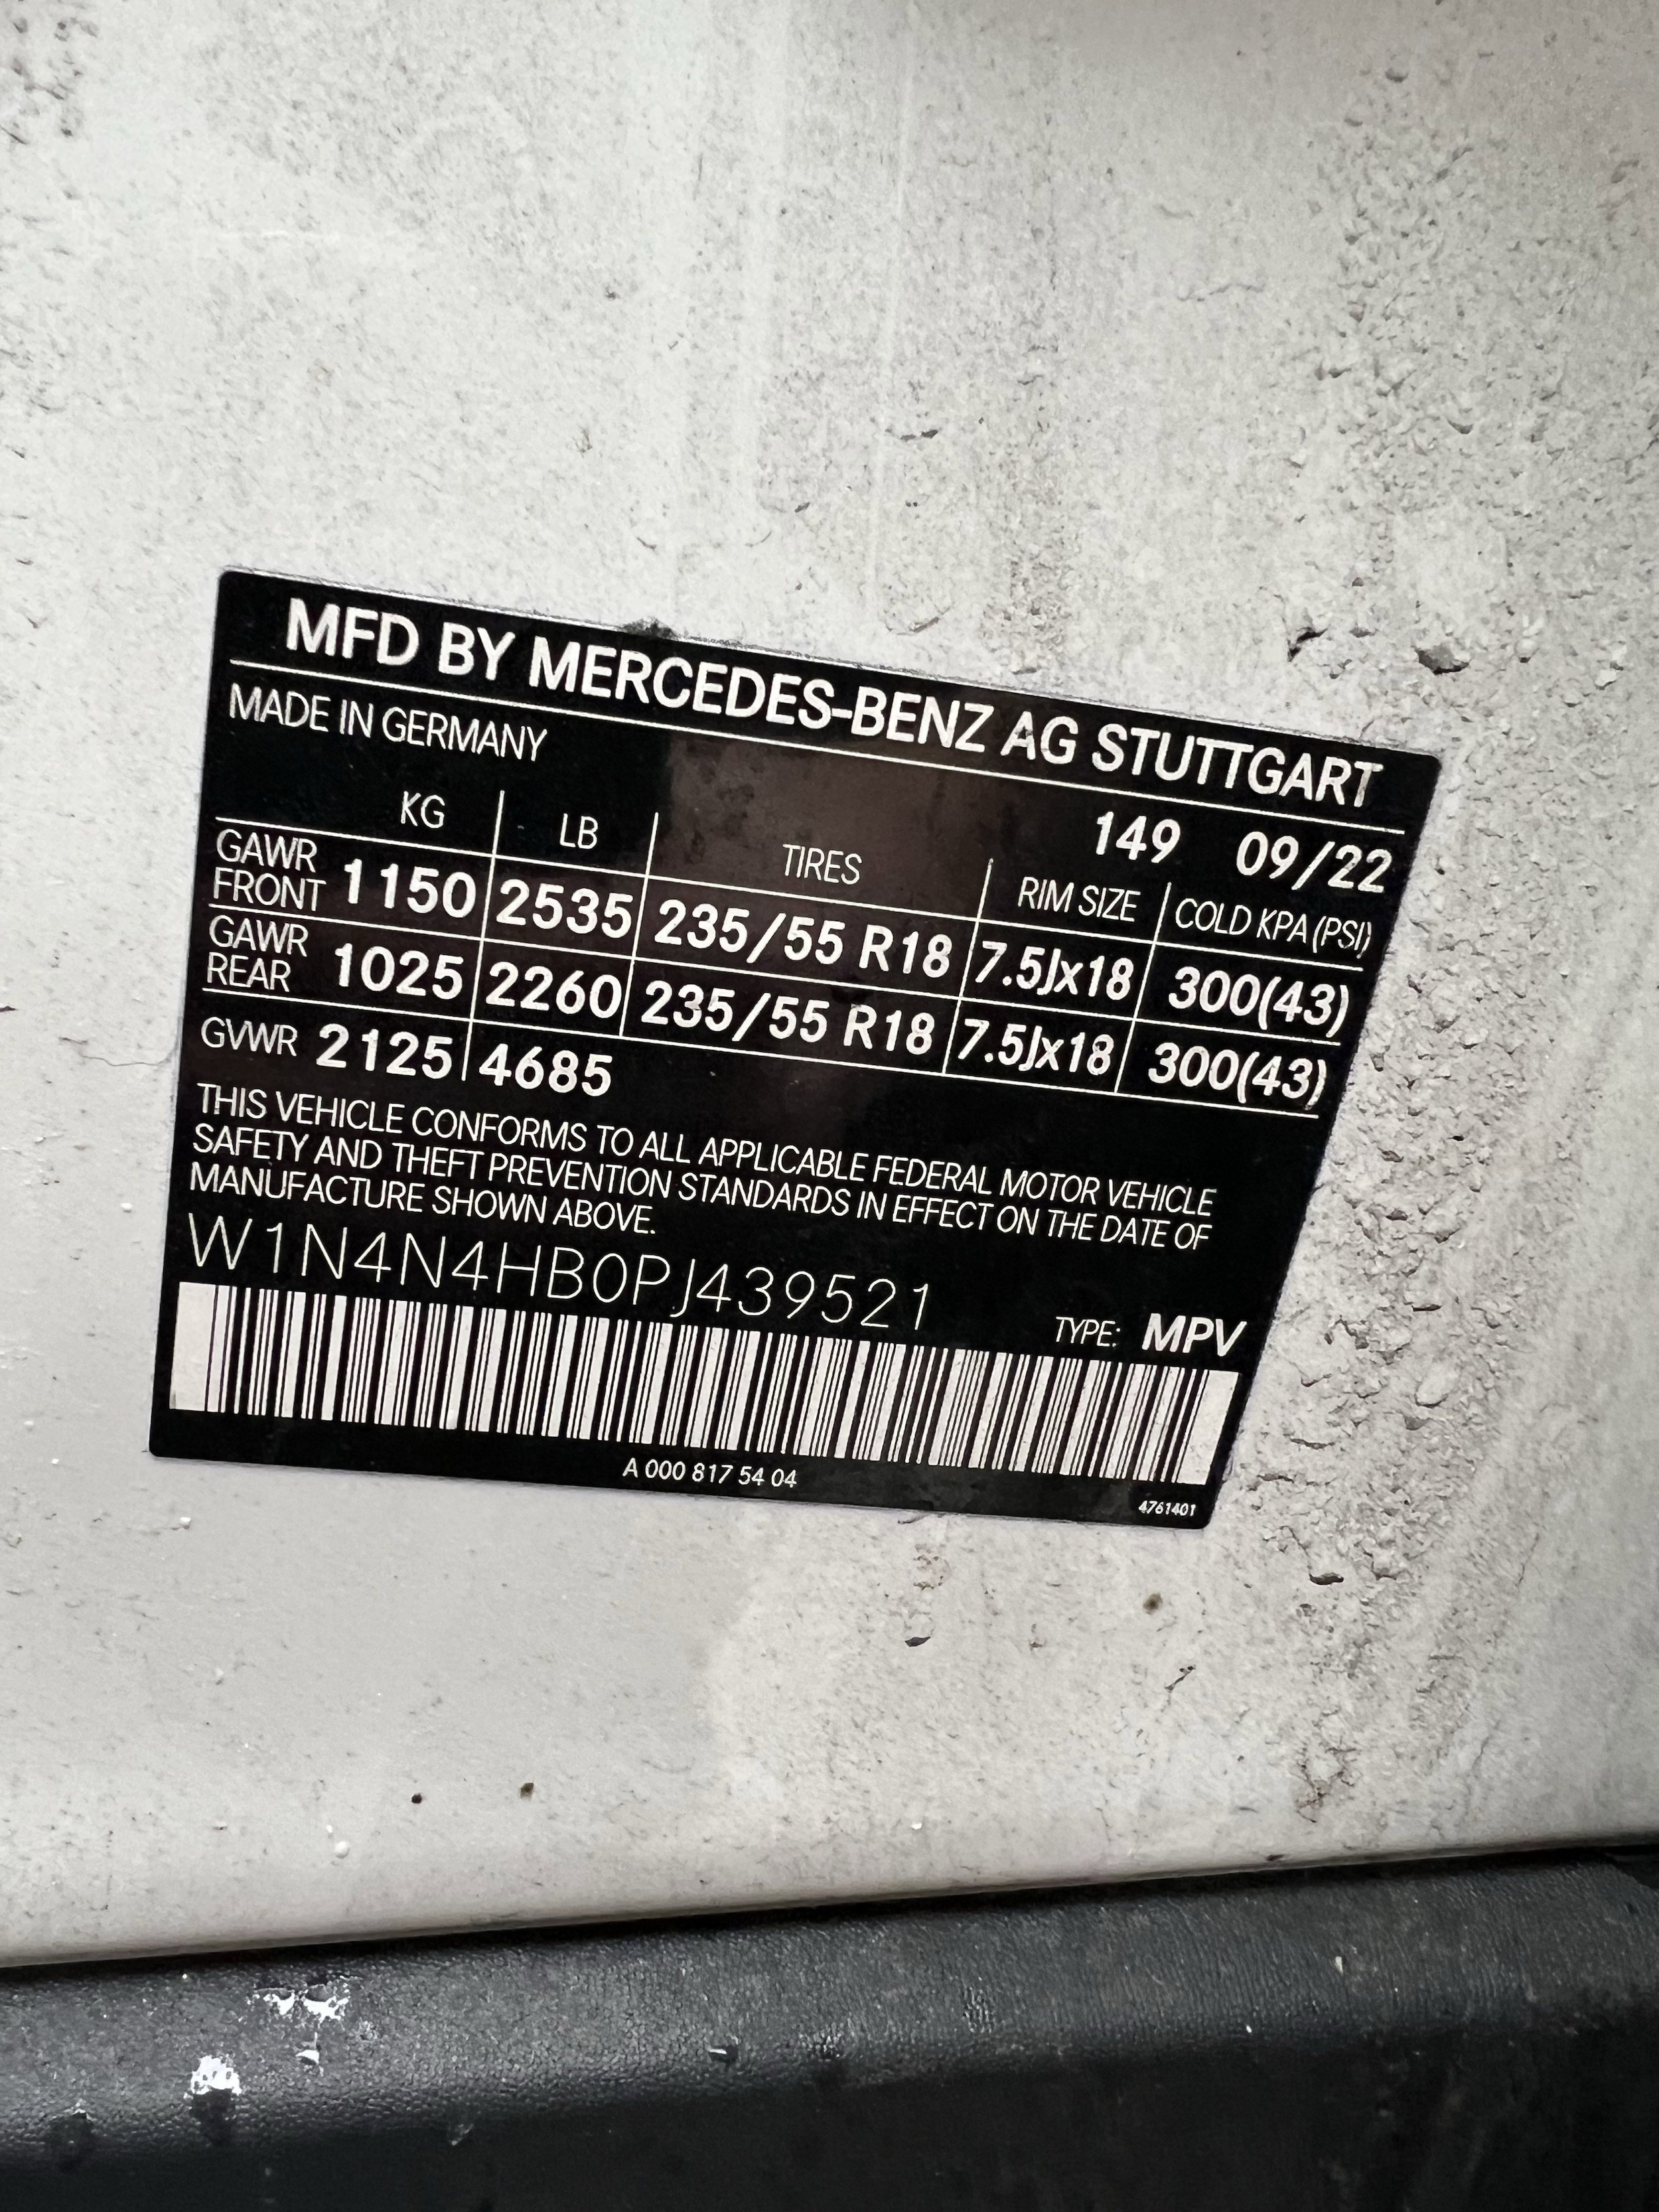 MFD BY MERCEDES-BENZ AG STUTTGART
MADE IN GERMANY
149 09/22
KG LB TIRES RIM SIZE COLD KPA (PSI)
GAWR FRONT 1150 2535 235/55 R18 7.5Jx18 300(43)
GAWR REAR 1025 2260 235/55 R18 7.5Jx18 300(43)
GVWR 2125 4685
THIS VEHICLE CONFORMS TO ALL APPLICABLE FEDERAL MOTOR VEHICLE
SAFETY AND THEFT PREVENTION STANDARDS IN EFFECT ON THE DATE OF
MANUFACTURE SHOWN ABOVE.
W1N4N4HB0PJ439521
TYPE: MPV
A 000 817 54 04
4761401